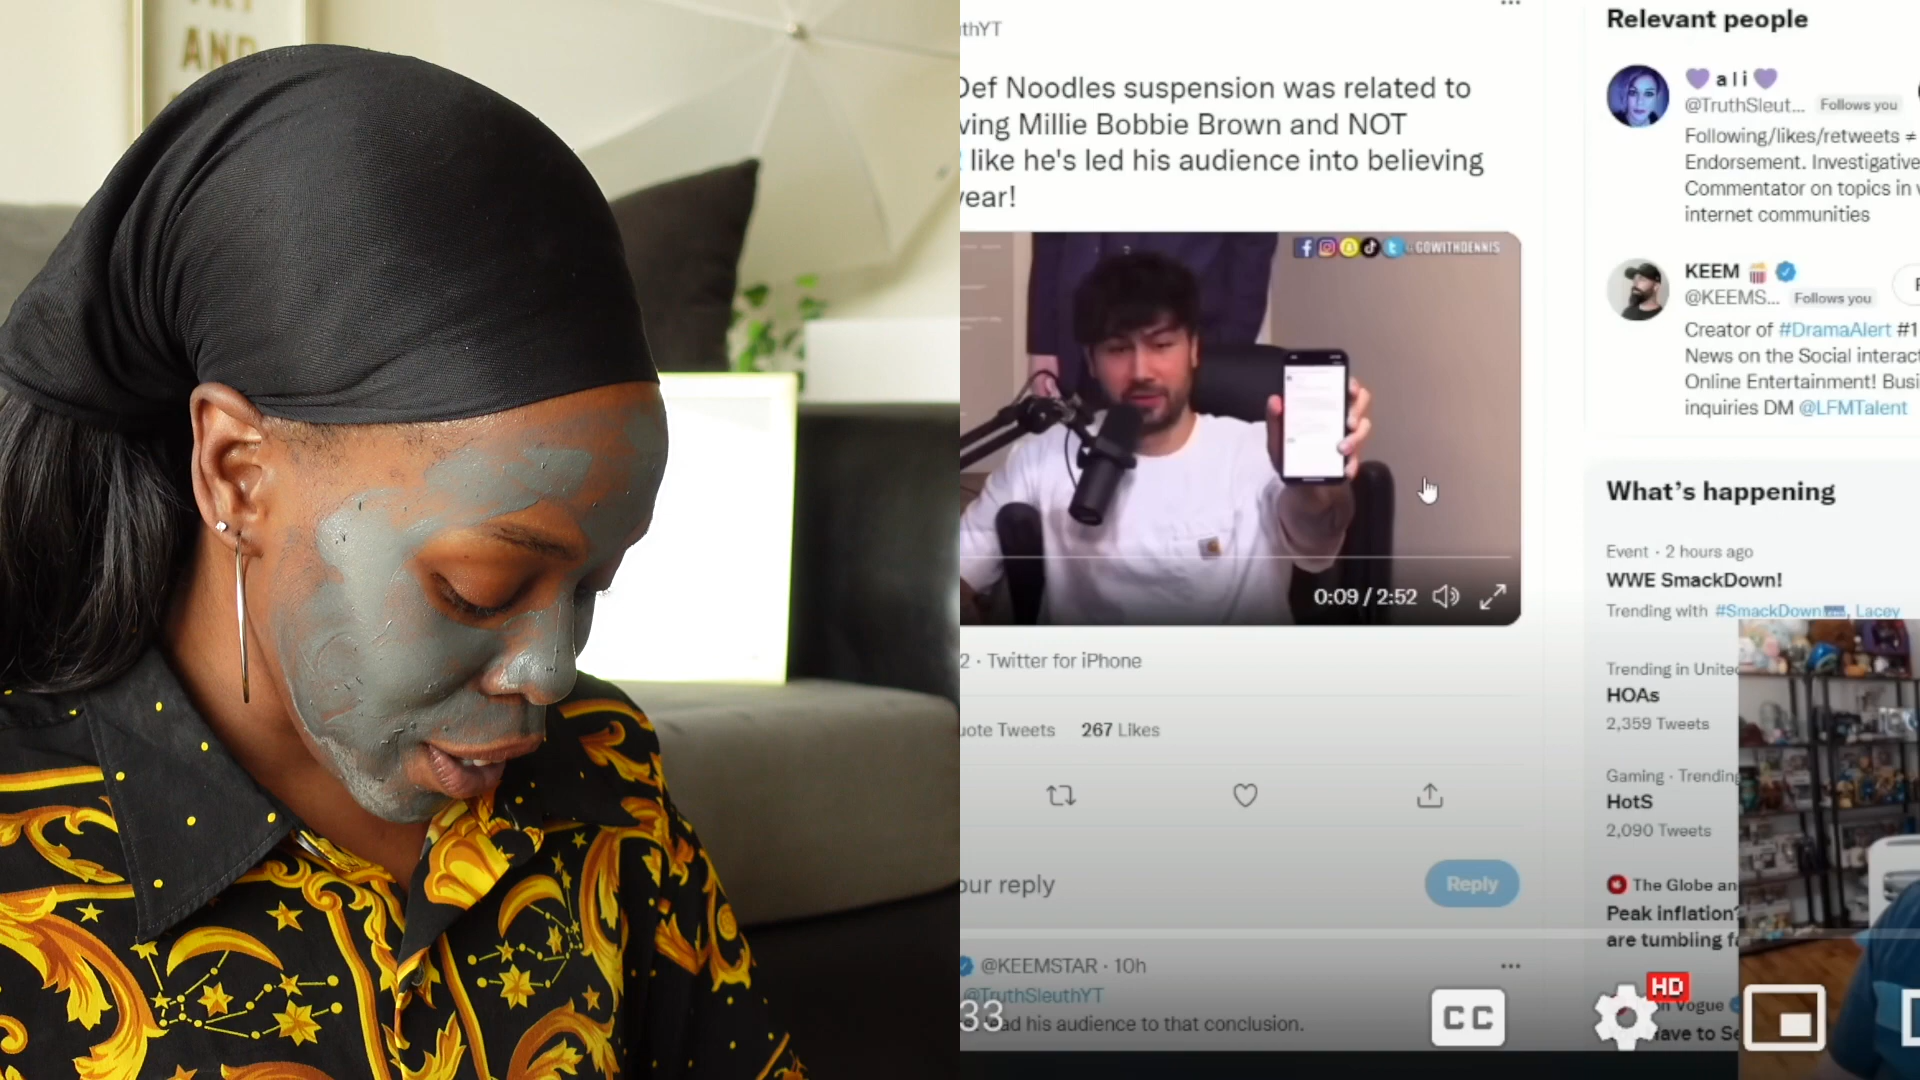 AND
thYT
Def Noodles suspension was related to
ving Millie Bobbie Brown and NOT
like he's led his audience into believing
year!
GOWITHDENNIS
0:09 / 2:52
2 · Twitter for iPhone
uote Tweets 267 Likes
our reply
Reply
@KEEMSTAR · 10h
@TruthSleuthYT
ad his audience to that conclusion.
33
CC
HD
Relevant people
ali
@TruthSleut... Follows you
Following/likes/retweets ≠
Endorsement. Investigative
Commentator on topics in
internet communities
KEEM
@KEEMS... Follows you
Creator of #DramaAlert #1
News on the Social interact
Online Entertainment! Busi
inquiries DM @LFMTalent
What's happening
Event · 2 hours ago
WWE SmackDown!
Trending with #SmackDown, Lacey
Trending in Unite
HOAs
2,359 Tweets
Gaming · Trending
HotS
2,090 Tweets
The Globe an
Peak inflation?
are tumbling fa
n Vogue
Have to Se